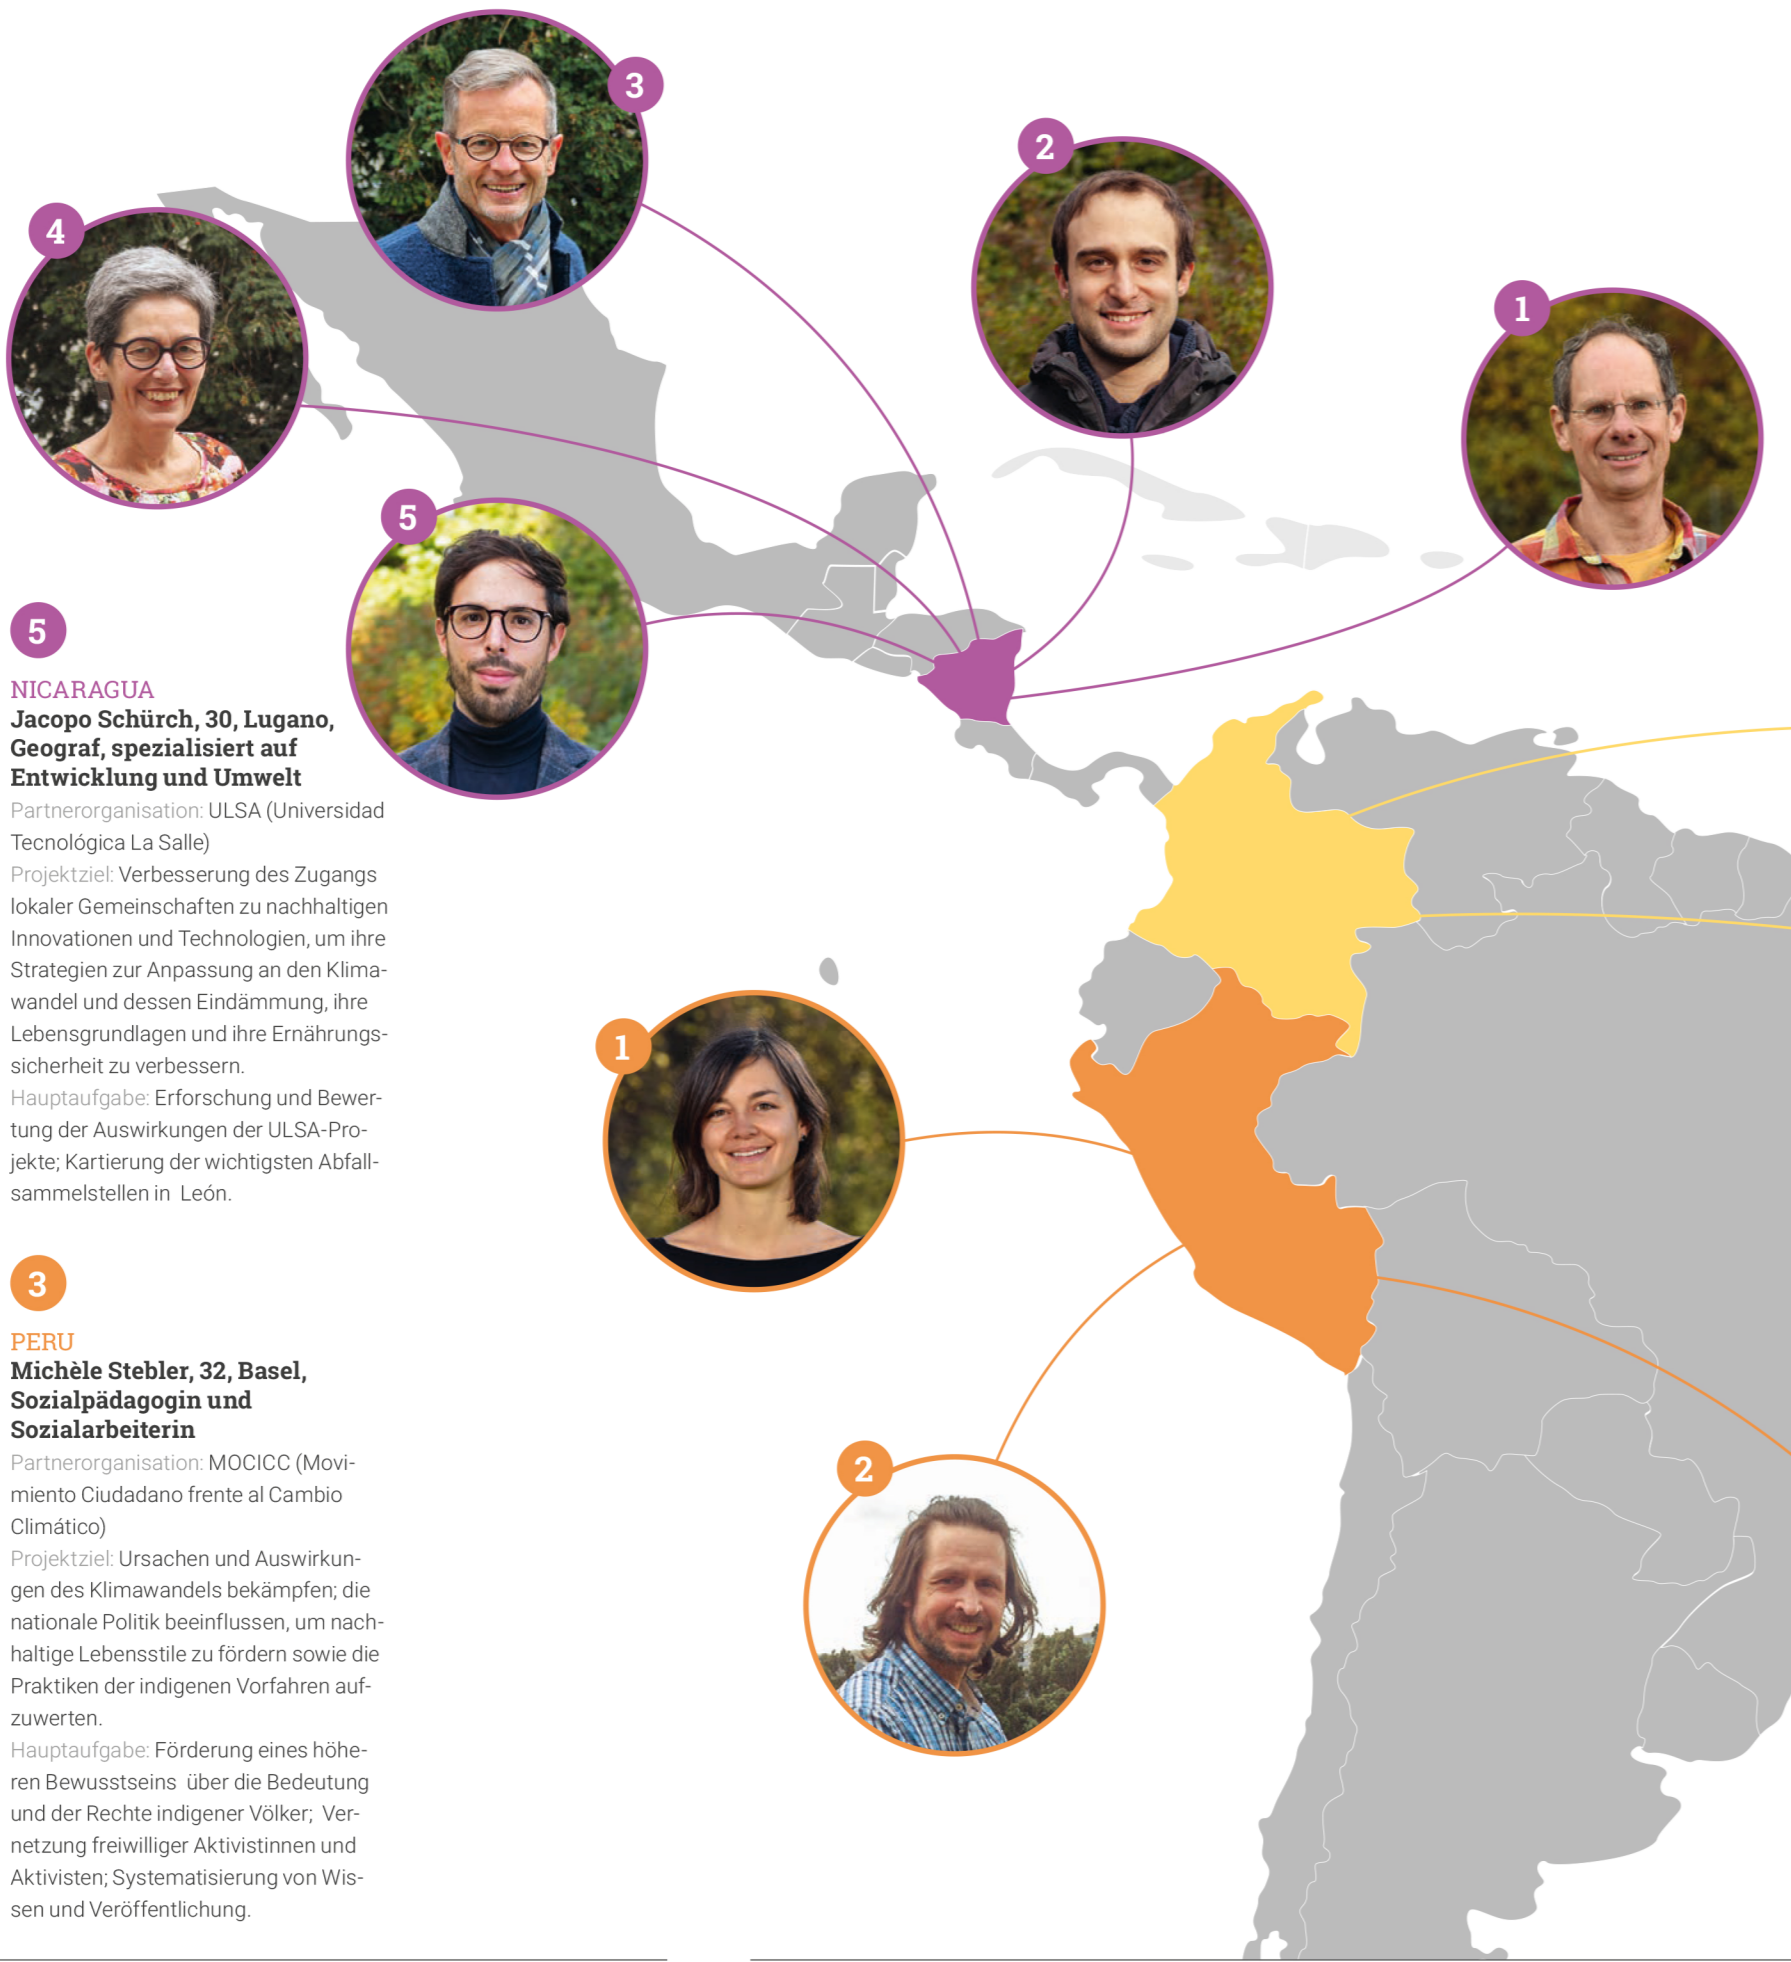 3
2
4
1
5
5
NICARAGUA
Jacopo Schürch, 30, Lugano,
Geograf, spezialisiert auf
Entwicklung und Umwelt
Partnerorganisation: ULSA (Universidad
Tecnológica La Salle)
Projektziel: Verbesserung des Zugangs
lokaler Gemeinschaften zu nachhaltigen
Innovationen und Technologien, um ihre
Strategien zur Anpassung an den Klima-
wandel und dessen Eindämmung, ihre
Lebensgrundlagen und ihre Ernährungs-
sicherheit zu verbessern.
Hauptaufgabe: Erforschung und Bewer-
tung der Auswirkungen der ULSA-Pro-
jekte; Kartierung der wichtigsten Abfall-
sammelstellen in León.
1
3
PERU
Michèle Stebler, 32, Basel,
Sozialpädagogin und
Sozialarbeiterin
Partnerorganisation: MOCICC (Movi-
miento Ciudadano frente al Cambio
Climático)
Projektziel: Ursachen und Auswirkun-
gen des Klimawandels bekämpfen; die
nationale Politik beeinflussen, um nach-
haltige Lebensstile zu fördern sowie die
Praktiken der indigenen Vorfahren auf-
zuwerten.
Hauptaufgabe: Förderung eines höhe-
ren Bewusstseins über die Bedeutung
und der Rechte indigener Völker; Ver-
netzung freiwilliger Aktivistinnen und
Aktivisten; Systematisierung von Wis-
sen und Veröffentlichung.
2